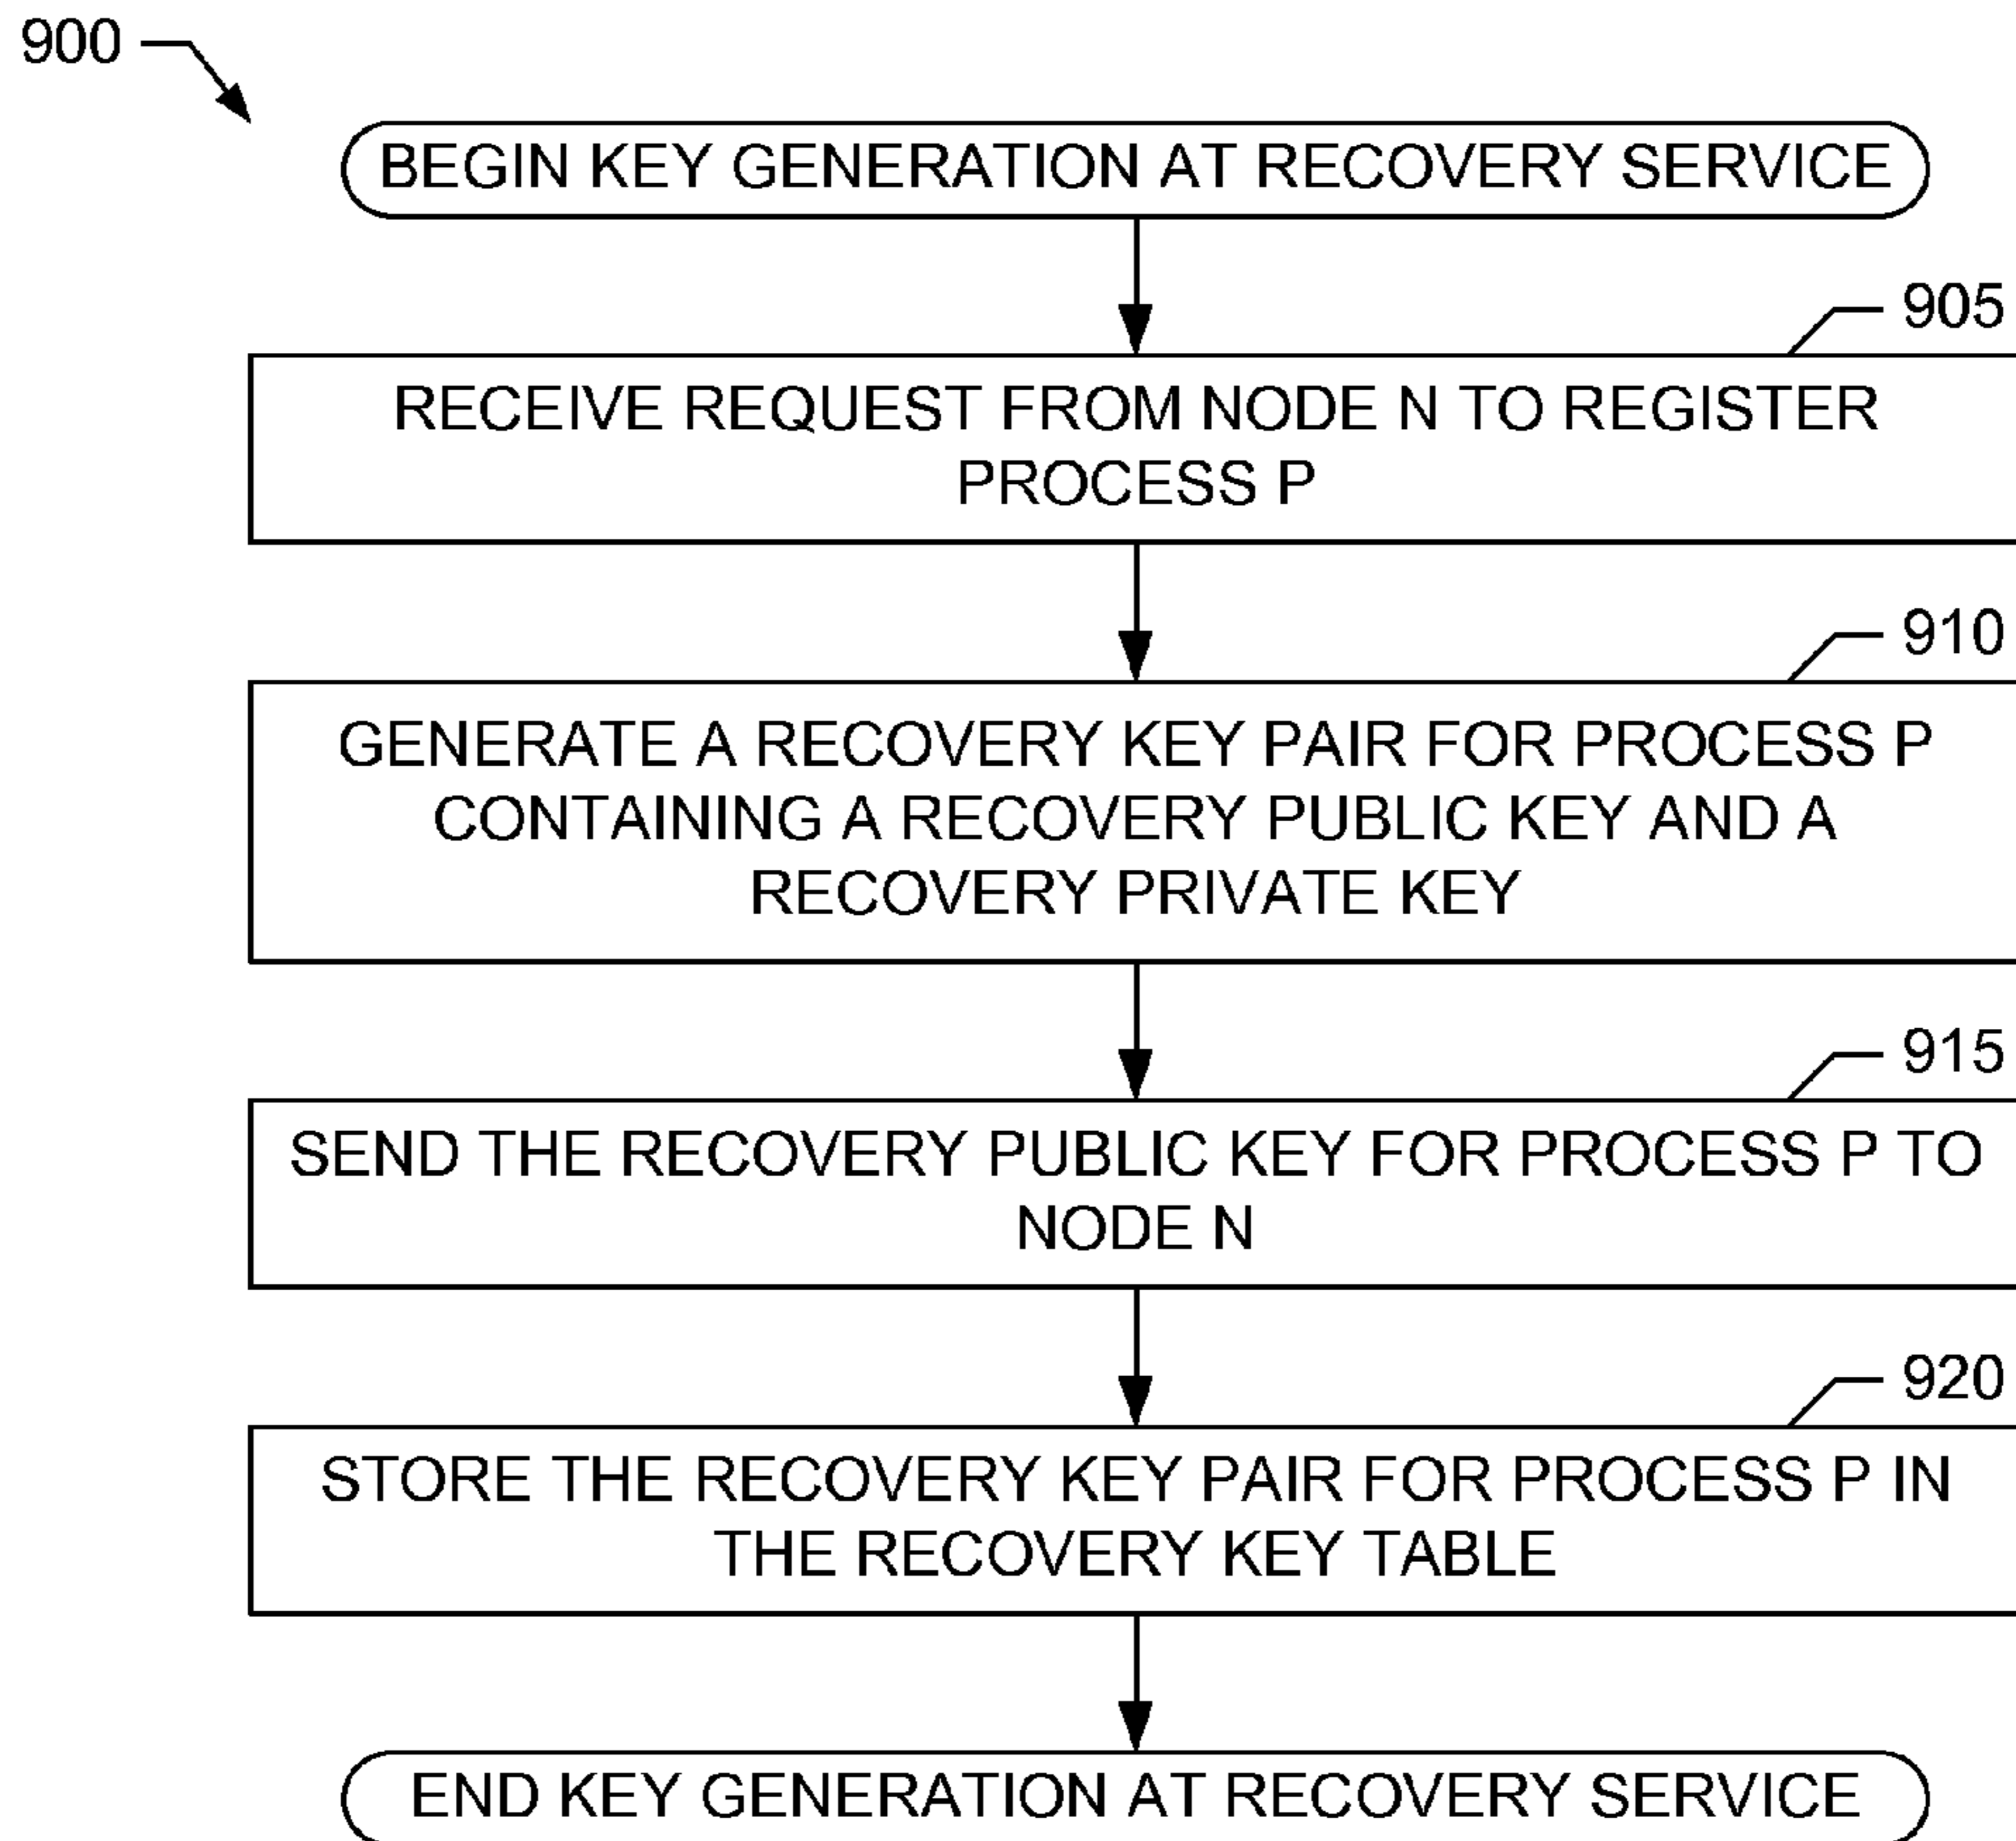 900
BEGIN KEY GENERATION AT RECOVERY SERVICE
905
RECEIVE REQUEST FROM NODE N TO REGISTER
PROCESS P
910
GENERATE A RECOVERY KEY PAIR FOR PROCESS P
CONTAINING A RECOVERY PUBLIC KEY AND A
RECOVERY PRIVATE KEY
915
SEND THE RECOVERY PUBLIC KEY FOR PROCESS P TO
NODE N
920
STORE THE RECOVERY KEY PAIR FOR PROCESS P IN
THE RECOVERY KEY TABLE
END KEY GENERATION AT RECOVERY SERVICE